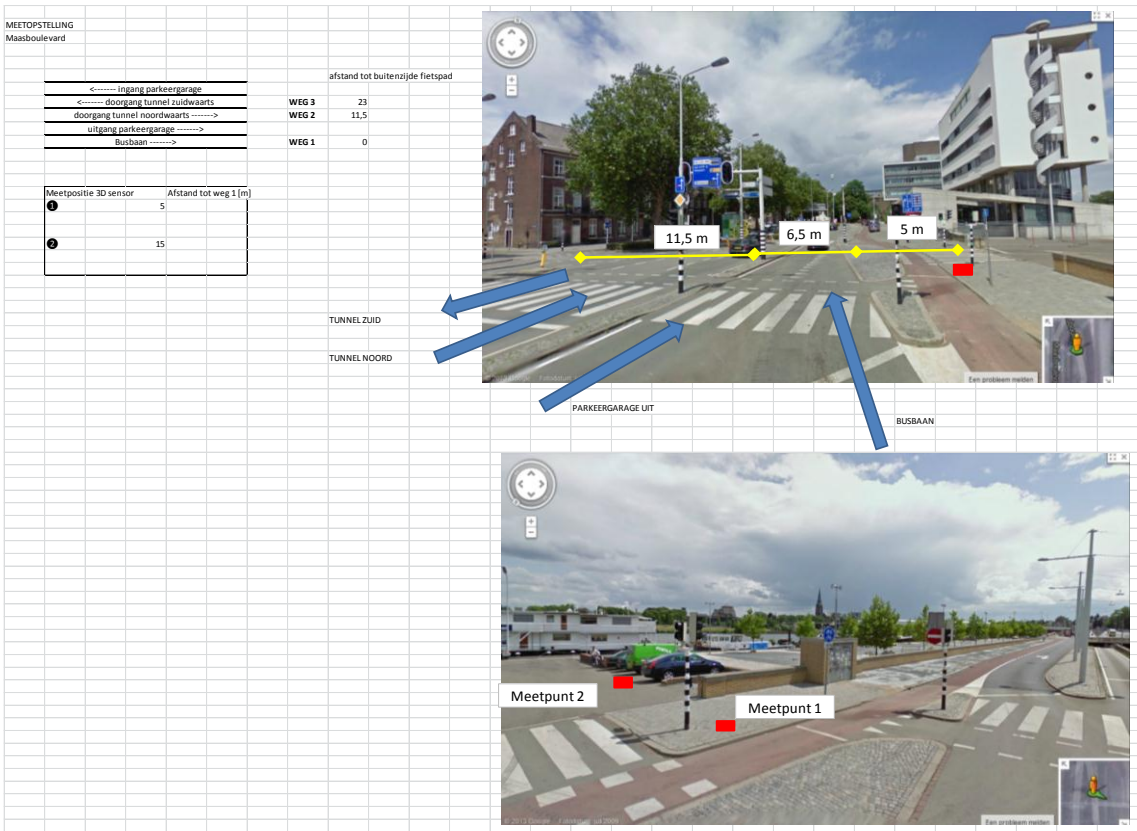 MEETOPSTELLING
Maasboulevard
afstand tot buitenzijde fietspad
<------- ingang parkeergarage
<------- doorgang tunnel zuidwaarts WEG 3 23
doorgang tunnel noordwaarts -------> WEG 2 11,5
uitgang parkeergarage ------->
Busbaan -------> WEG 1 0
Meetpositie 3D sensor Afstand tot weg 1 [m]
❶ 5
❷ 15
11,5 m
6,5 m
5 m
TUNNEL ZUID
TUNNEL NOORD
Een probleem melden
PARKEERGARAGE UIT
BUSBAAN
Meetpunt 2
Meetpunt 1
Een probleem melden